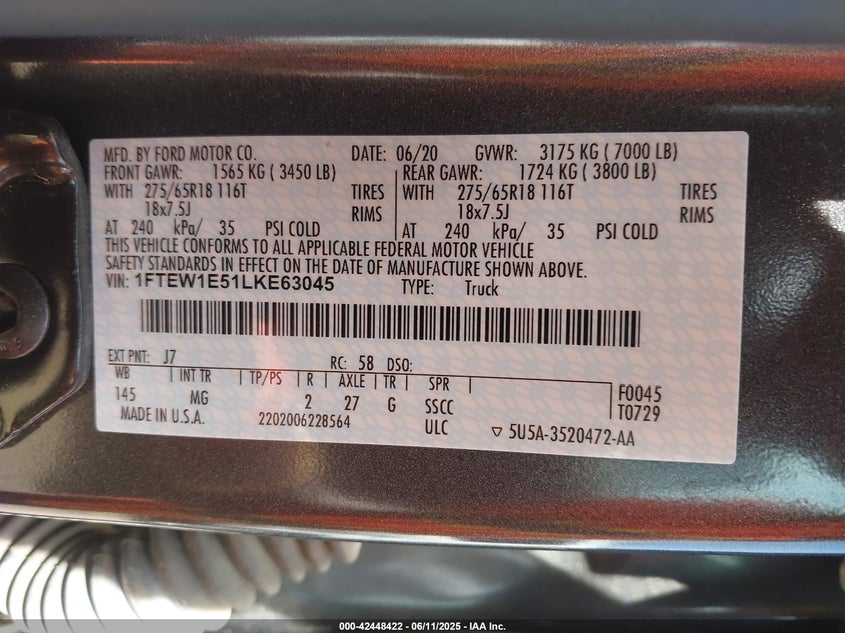 MFD. BY FORD MOTOR CO. DATE: 06/20 GVWR: 3175 KG ( 7000 LB)
FRONT GAWR: 1565 KG ( 3450 LB) REAR GAWR: 1724 KG ( 3800 LB)
WITH 275/65R18 116T TIRES WITH 275/65R18 116T TIRES
18x7.5J RIMS 18x7.5J RIMS
AT 240 kPa/ 35 PSI COLD AT 240 kPa/ 35 PSI COLD
THIS VEHICLE CONFORMS TO ALL APPLICABLE FEDERAL MOTOR VEHICLE
SAFETY STANDARDS IN EFFECT ON THE DATE OF MANUFACTURE SHOWN ABOVE.
VIN: 1FTEW1E51LKE63045 TYPE: Truck
EXT PNT: J7 RC: 58 DSO:
WB INT TR TP/PS R AXLE TR SPR F0045
145 MG 2 27 G SSCC T0729
MADE IN U.S.A. 2202006228564 ULC ▽ 5U5A-3520472-AA
000-42448422 - 06/11/2025 - IAA Inc.